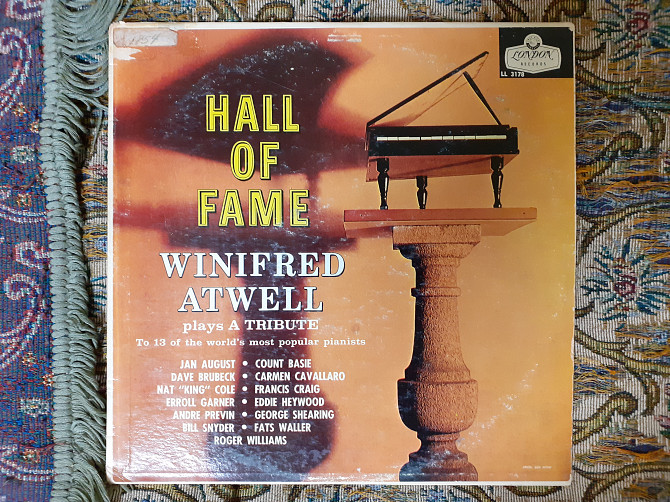 LONDON
RECORDS
LL 3178
HALL
OF
FAME
WINIFRED
ATWELL
plays A TRIBUTE
To 13 of the world's most popular pianists
JAN AUGUST • COUNT BASIE
DAVE BRUBECK • CARMEN CAVALLARO
NAT "KING" COLE • FRANCIS CRAIG
ERROLL GARNER • EDDIE HEYWOOD
ANDRE PREVIN • GEORGE SHEARING
BILL SNYDER • FATS WALLER
ROGER WILLIAMS